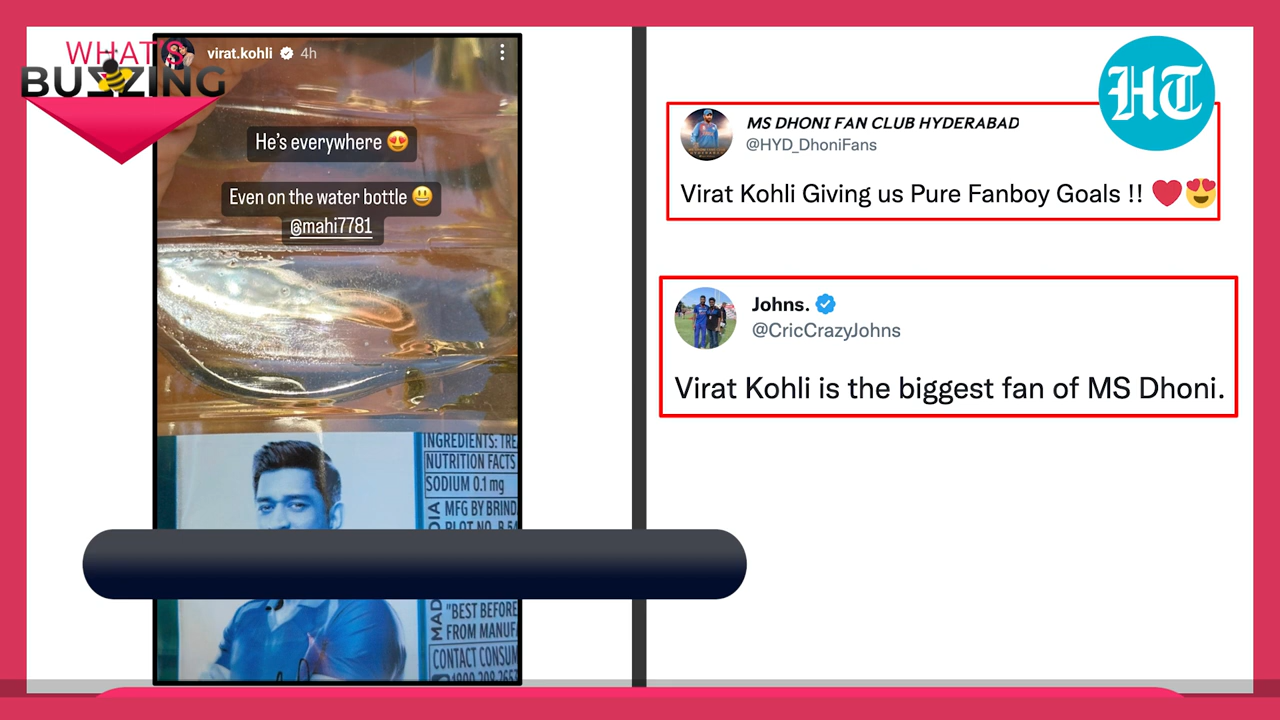 WHAT'S
BUZZING
virat.kohli 4h
He's everywhere 😍
Even on the water bottle 😃
@mahi7781
INGREDIENTS: TRE
NUTRITION FACTS
SODIUM 0.1 mg
MFG BY BRIND
PLOT NO.
MAD
"BEST BEFORE
FROM MANUF
CONTACT CONSUM
HT
MS DHONI FAN CLUB HYDERABAD
@HYD_DhoniFans
Virat Kohli Giving us Pure Fanboy Goals !! ❤️😍
Johns.
@CricCrazyJohns
Virat Kohli is the biggest fan of MS Dhoni.